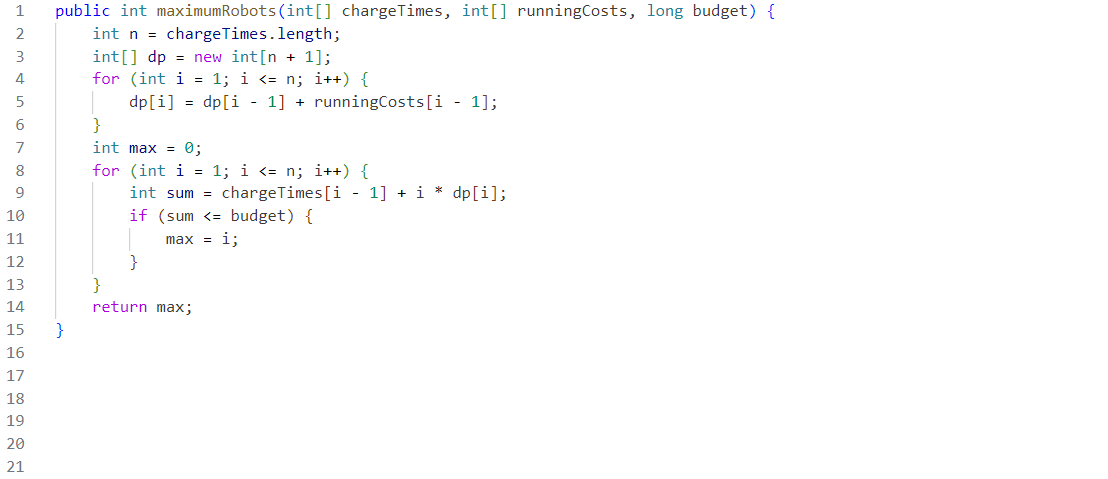 1 public int maximumRobots(int[] chargeTimes, int[] runningCosts, long budget) {
2     int n = chargeTimes.length;
3     int[] dp = new int[n + 1];
4     for (int i = 1; i <= n; i++) {
5         dp[i] = dp[i - 1] + runningCosts[i - 1];
6     }
7     int max = 0;
8     for (int i = 1; i <= n; i++) {
9         int sum = chargeTimes[i - 1] + i * dp[i];
10         if (sum <= budget) {
11             max = i;
12         }
13     }
14     return max;
15 }
16
17
18
19
20
21